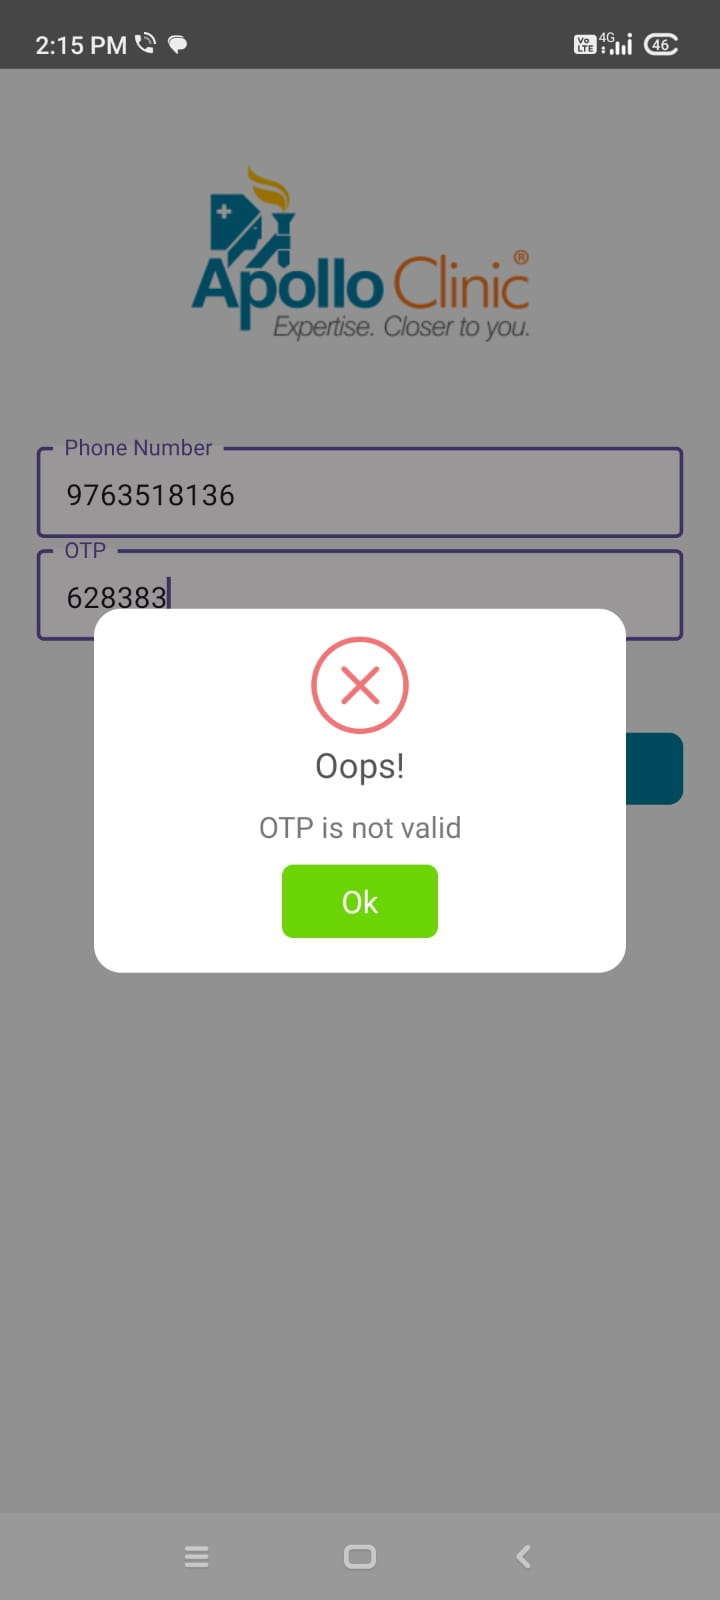 2:15 PM
Vo LTE 4G 46
Apollo Clinic®
Expertise. Closer to you.
Phone Number
9763518136
OTP
628383
Oops!
OTP is not valid
Ok